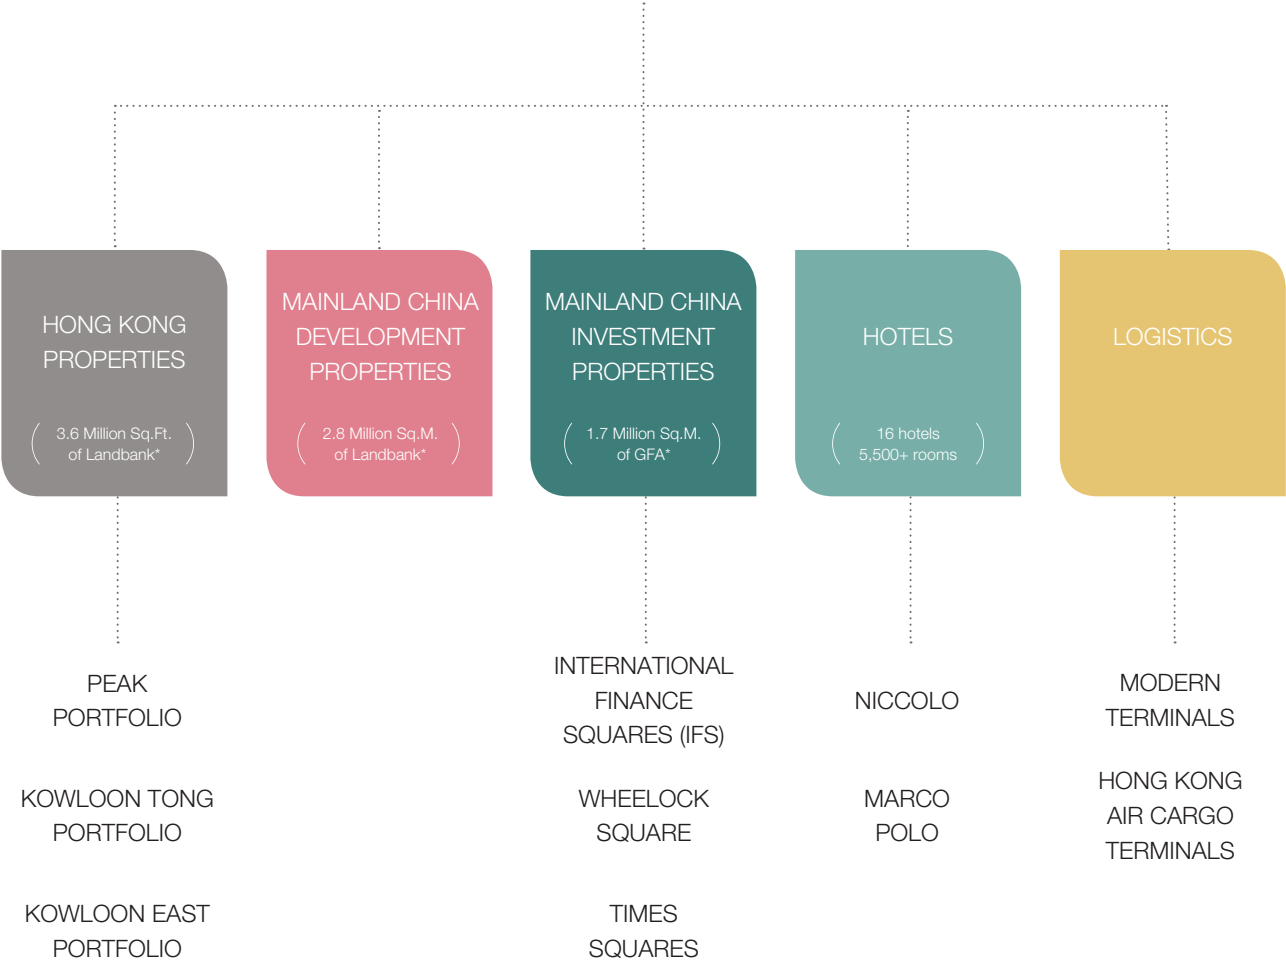 HONG KONG
PROPERTIES
( 3.6 Million Sq.Ft.
of Landbank* )
MAINLAND CHINA
DEVELOPMENT
PROPERTIES
( 2.8 Million Sq.M.
of Landbank* )
MAINLAND CHINA
INVESTMENT
PROPERTIES
( 1.7 Million Sq.M.
of GFA* )
HOTELS
( 16 hotels
5,500+ rooms )
LOGISTICS
PEAK
PORTFOLIO
KOWLOON TONG
PORTFOLIO
KOWLOON EAST
PORTFOLIO
INTERNATIONAL
FINANCE
SQUARES (IFS)
WHEELOCK
SQUARE
TIMES
SQUARES
NICCOLO
MARCO
POLO
MODERN
TERMINALS
HONG KONG
AIR CARGO
TERMINALS